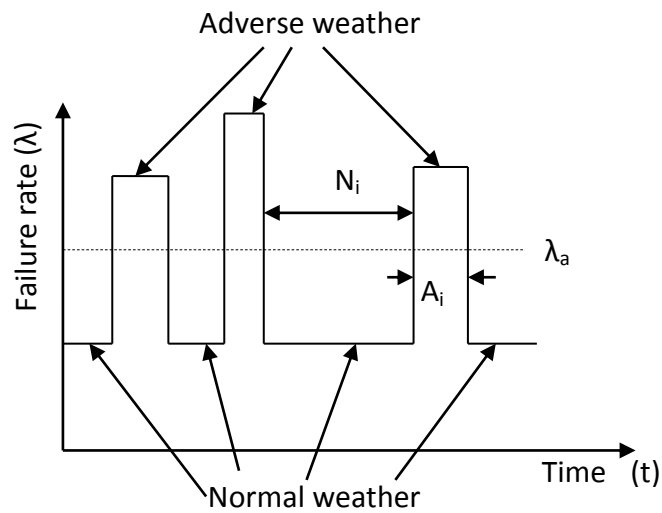 Adverse weather
Failure rate (λ)
Nᵢ
λₐ
Aᵢ
Time (t)
Normal weather